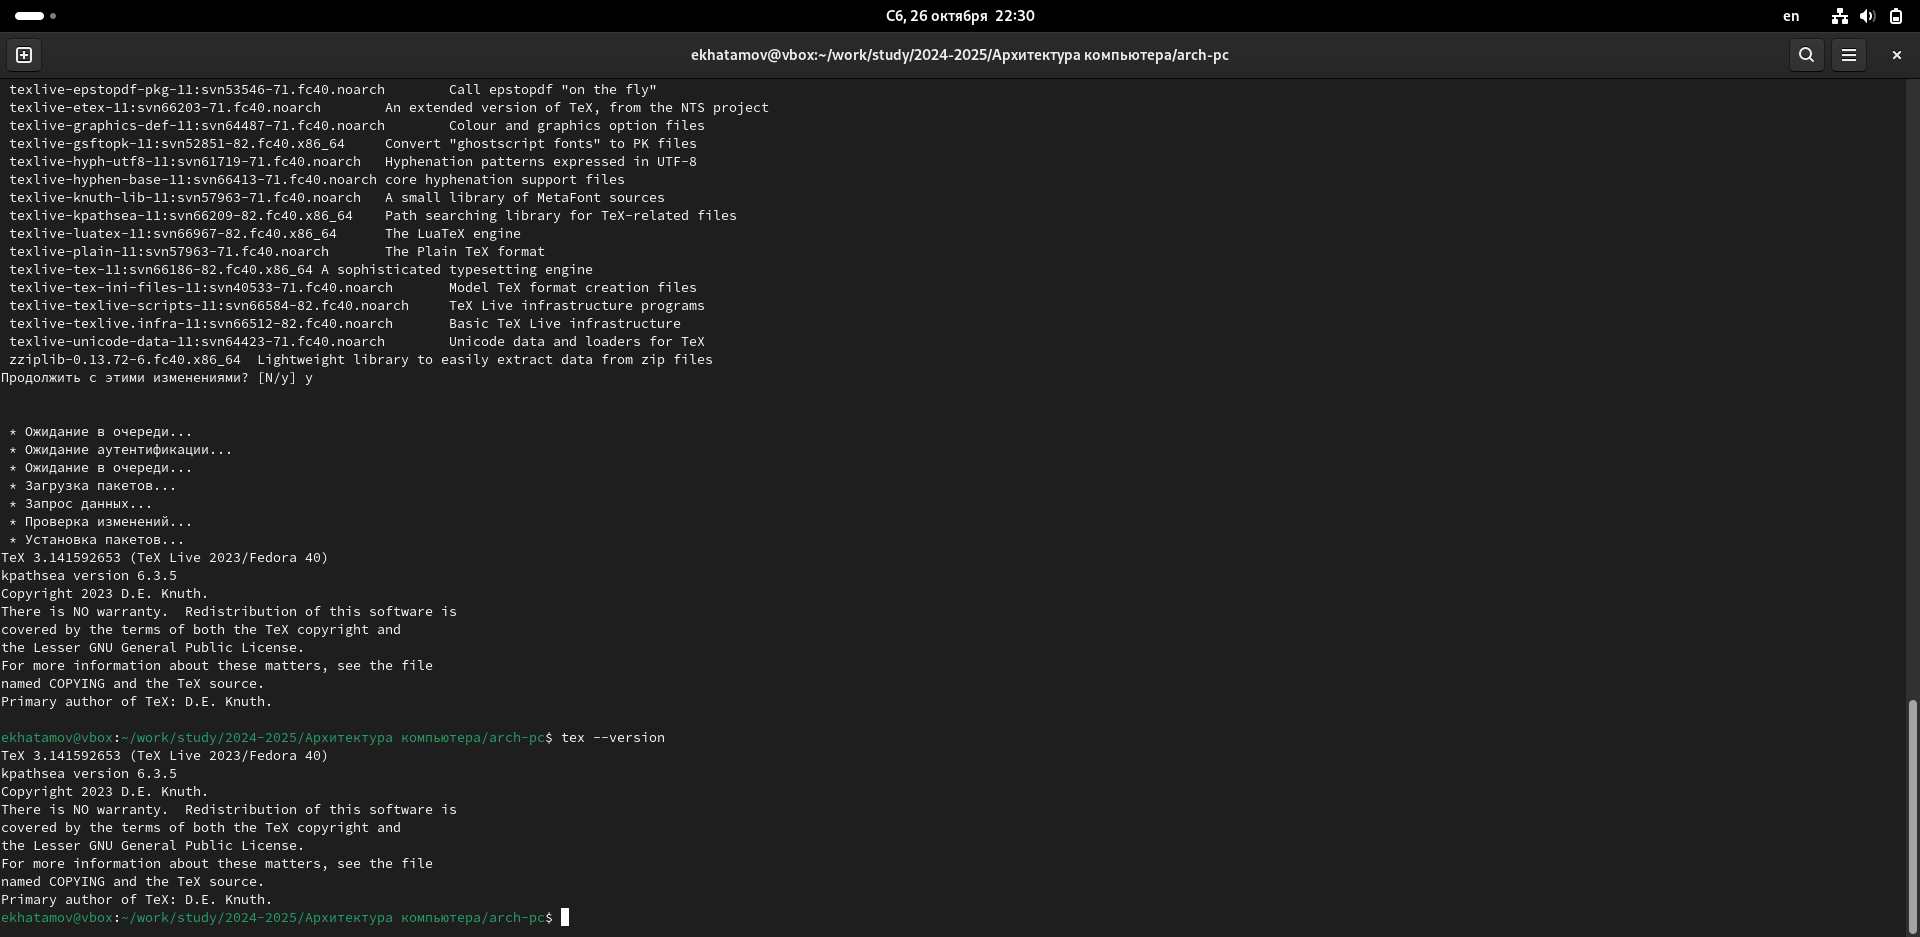 Сб, 26 октября 22:30
en
ekhatamov@vbox:~/work/study/2024-2025/Архитектура компьютера/arch-pc
texlive-epstopdf-pkg-11:svn53546-71.fc40.noarch Call epstopdf "on the fly"
texlive-etex-11:svn66203-71.fc40.noarch An extended version of TeX, from the NTS project
texlive-graphics-def-11:svn64487-71.fc40.noarch Colour and graphics option files
texlive-gsftopk-11:svn52851-82.fc40.x86_64 Convert "ghostscript fonts" to PK files
texlive-hyph-utf8-11:svn61719-71.fc40.noarch Hyphenation patterns expressed in UTF-8
texlive-hyphen-base-11:svn66413-71.fc40.noarch core hyphenation support files
texlive-knuth-lib-11:svn57963-71.fc40.noarch A small library of MetaFont sources
texlive-kpathsea-11:svn66209-82.fc40.x86_64 Path searching library for TeX-related files
texlive-luatex-11:svn66967-82.fc40.x86_64 The LuaTeX engine
texlive-plain-11:svn57963-71.fc40.noarch The Plain TeX format
texlive-tex-11:svn66186-82.fc40.x86_64 A sophisticated typesetting engine
texlive-tex-ini-files-11:svn40533-71.fc40.noarch Model TeX format creation files
texlive-texlive-scripts-11:svn66584-82.fc40.noarch TeX Live infrastructure programs
texlive-texlive.infra-11:svn66512-82.fc40.noarch Basic TeX Live infrastructure
texlive-unicode-data-11:svn64423-71.fc40.noarch Unicode data and loaders for TeX
zziplib-0.13.72-6.fc40.x86_64 Lightweight library to easily extract data from zip files
Продолжить с этими изменениями? [N/y] y
* Ожидание в очереди...
* Ожидание аутентификации...
* Ожидание в очереди...
* Загрузка пакетов...
* Запрос данных...
* Проверка изменений...
* Установка пакетов...
TeX 3.141592653 (TeX Live 2023/Fedora 40)
kpathsea version 6.3.5
Copyright 2023 D.E. Knuth.
There is NO warranty. Redistribution of this software is
covered by the terms of both the TeX copyright and
the Lesser GNU General Public License.
For more information about these matters, see the file
named COPYING and the TeX source.
Primary author of TeX: D.E. Knuth.
ekhatamov@vbox:~/work/study/2024-2025/Архитектура компьютера/arch-pc$ tex --version
TeX 3.141592653 (TeX Live 2023/Fedora 40)
kpathsea version 6.3.5
Copyright 2023 D.E. Knuth.
There is NO warranty. Redistribution of this software is
covered by the terms of both the TeX copyright and
the Lesser GNU General Public License.
For more information about these matters, see the file
named COPYING and the TeX source.
Primary author of TeX: D.E. Knuth.
ekhatamov@vbox:~/work/study/2024-2025/Архитектура компьютера/arch-pc$